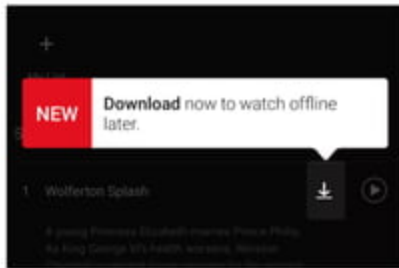 NEW
Download now to watch offline
later.
1 Wolferton Splash
A young Princess Elizabeth marries Prince Philip.
As King George VI's health worsens, Winston